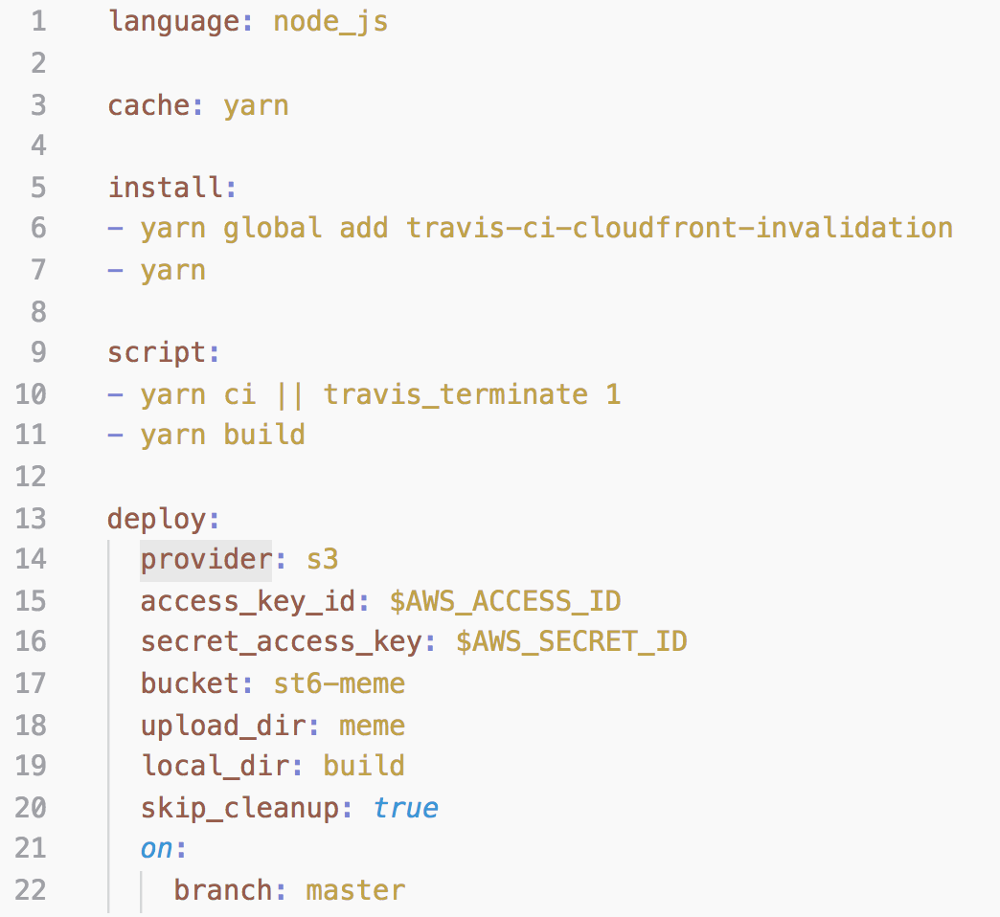 1 language: node_js
2
3 cache: yarn
4
5 install:
6 - yarn global add travis-ci-cloudfront-invalidation
7 - yarn
8
9 script:
10 - yarn ci || travis_terminate 1
11 - yarn build
12
13 deploy:
14   provider: s3
15   access_key_id: $AWS_ACCESS_ID
16   secret_access_key: $AWS_SECRET_ID
17   bucket: st6-meme
18   upload_dir: meme
19   local_dir: build
20   skip_cleanup: true
21   on:
22     branch: master